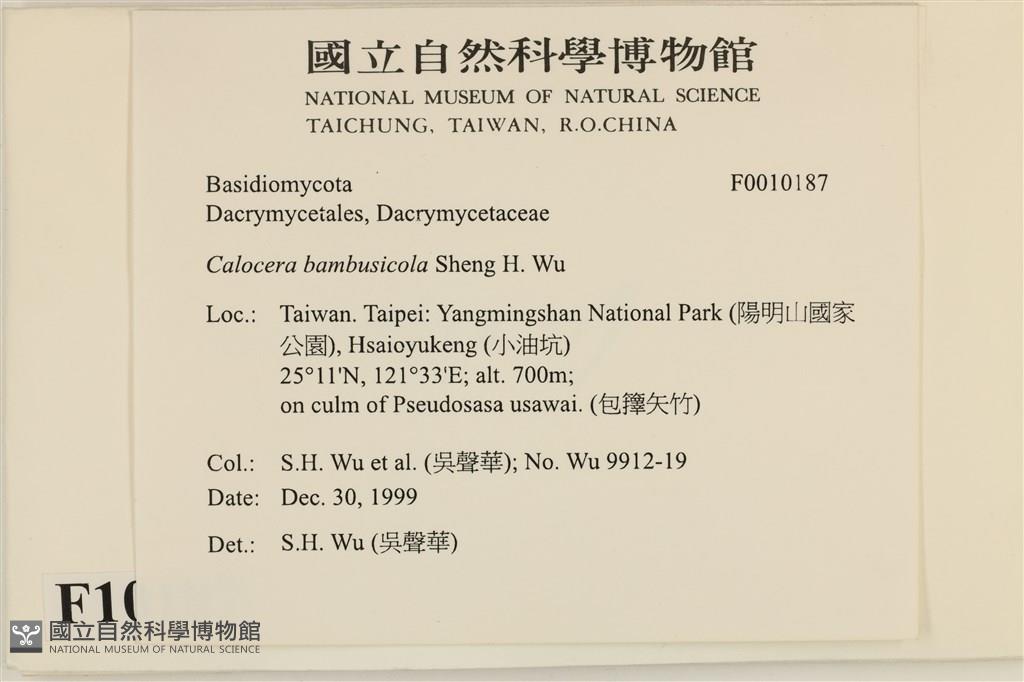 國立自然科學博物館
NATIONAL MUSEUM OF NATURAL SCIENCE
TAICHUNG, TAIWAN, R.O.CHINA
Basidiomycota F0010187
Dacrymycetales, Dacrymycetaceae
Calocera bambusicola Sheng H. Wu
Loc.: Taiwan. Taipei: Yangmingshan National Park (陽明山國家
公園), Hsaioyukeng (小油坑)
25°11'N, 121°33'E; alt. 700m;
on culm of Pseudosasa usawai. (包籜矢竹)
Col.: S.H. Wu et al. (吳聲華); No. Wu 9912-19
Date: Dec. 30, 1999
Det.: S.H. Wu (吳聲華)
F10
國立自然科學博物館
NATIONAL MUSEUM OF NATURAL SCIENCE